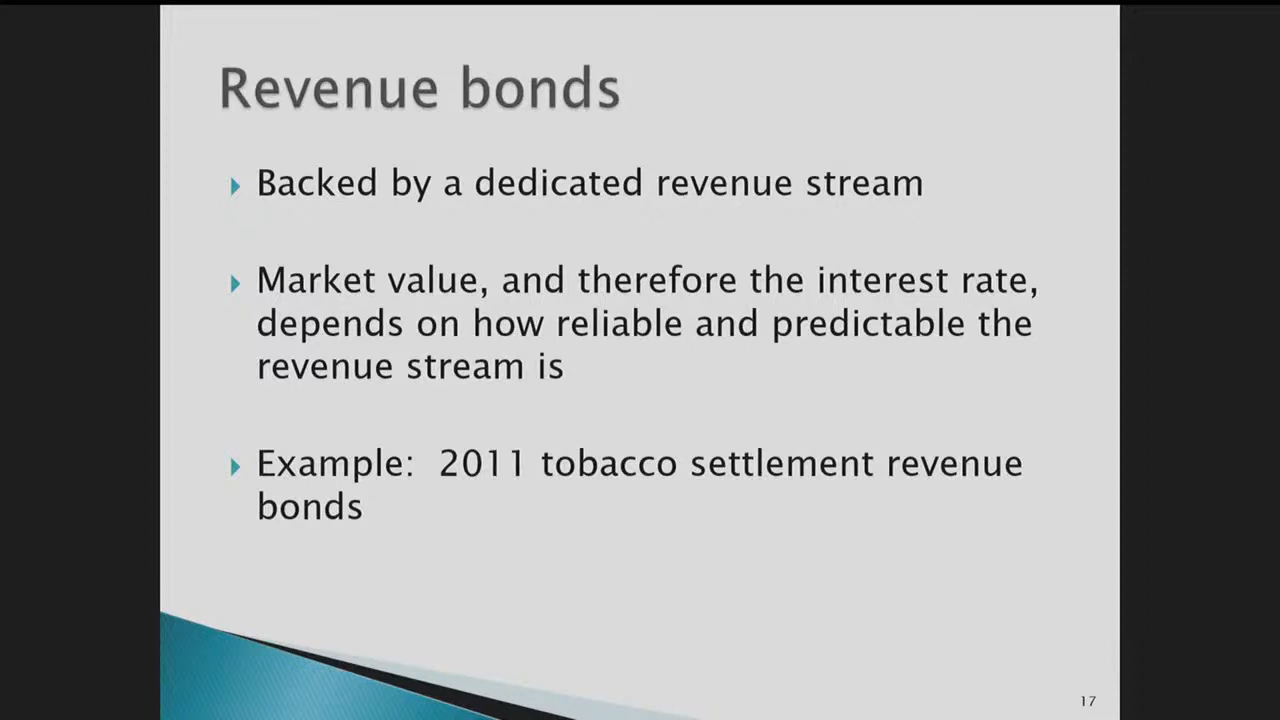 Revenue bonds
Backed by a dedicated revenue stream
Market value, and therefore the interest rate,
depends on how reliable and predictable the
revenue stream is
Example:  2011 tobacco settlement revenue
bonds
17